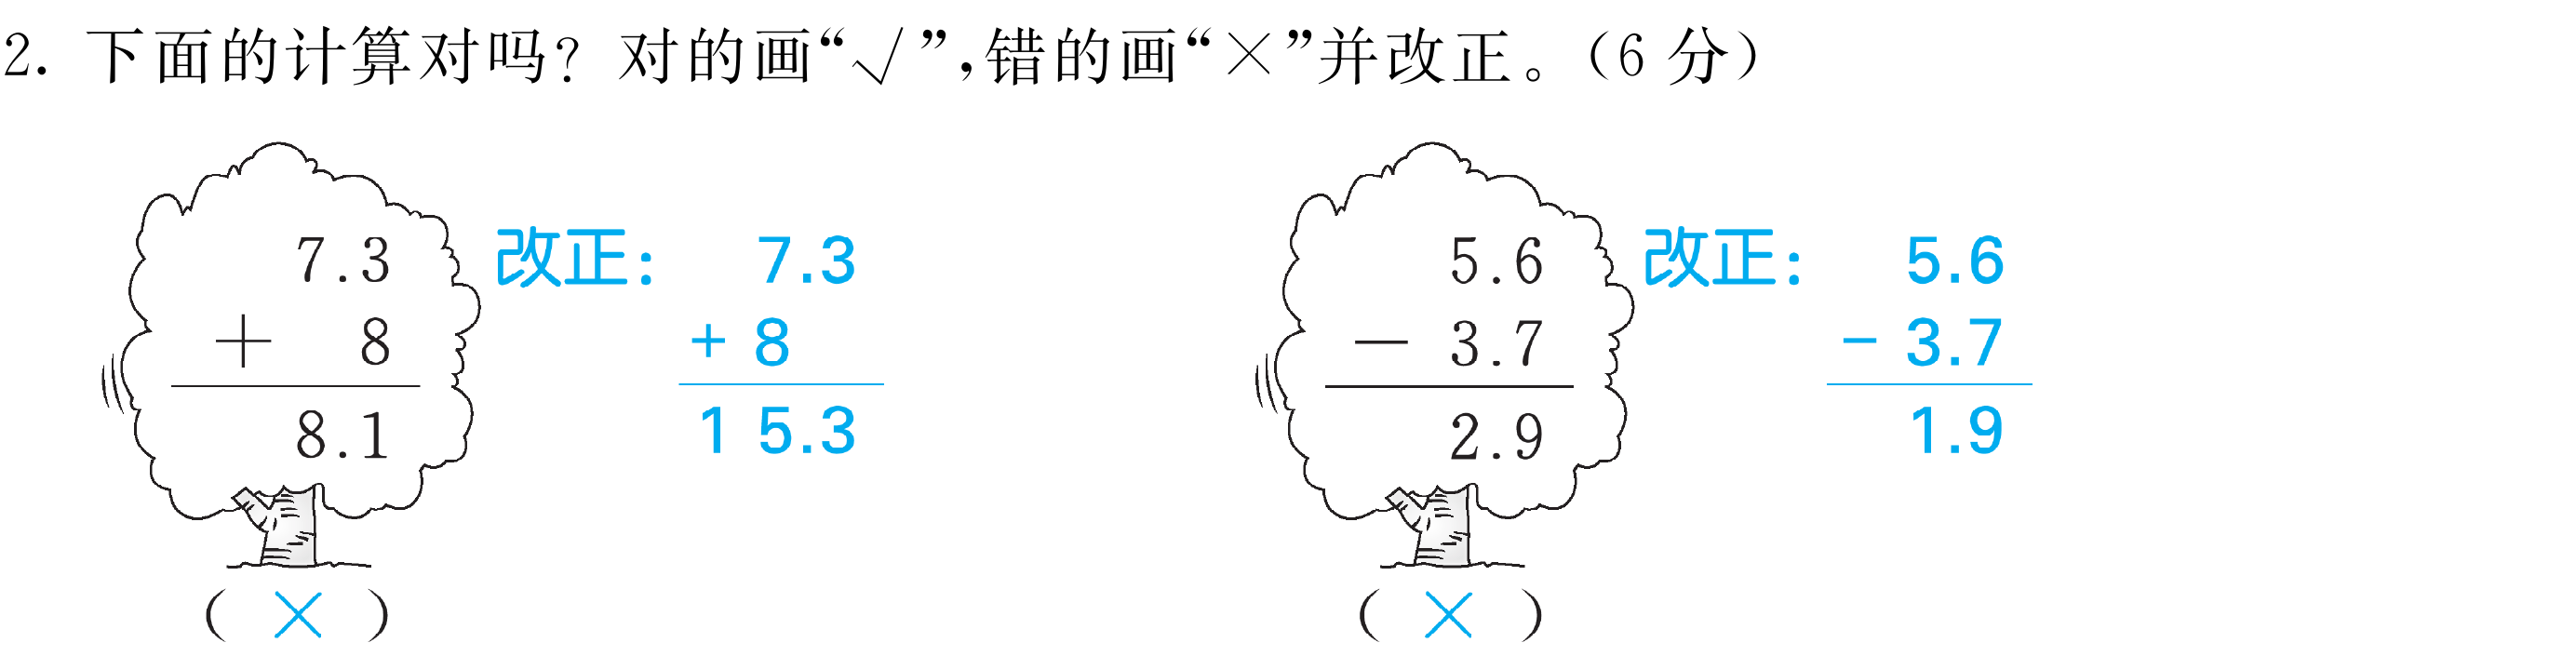 2. 下面的计算对吗？对的画“√”，错的画“×”并改正。（6 分）
7.3 改正： 7.3 5.6 改正： 5.6
+ 8 + 8 − 3.7 − 3.7
8.1 15.3 2.9 1.9
（ × ） （ × ）